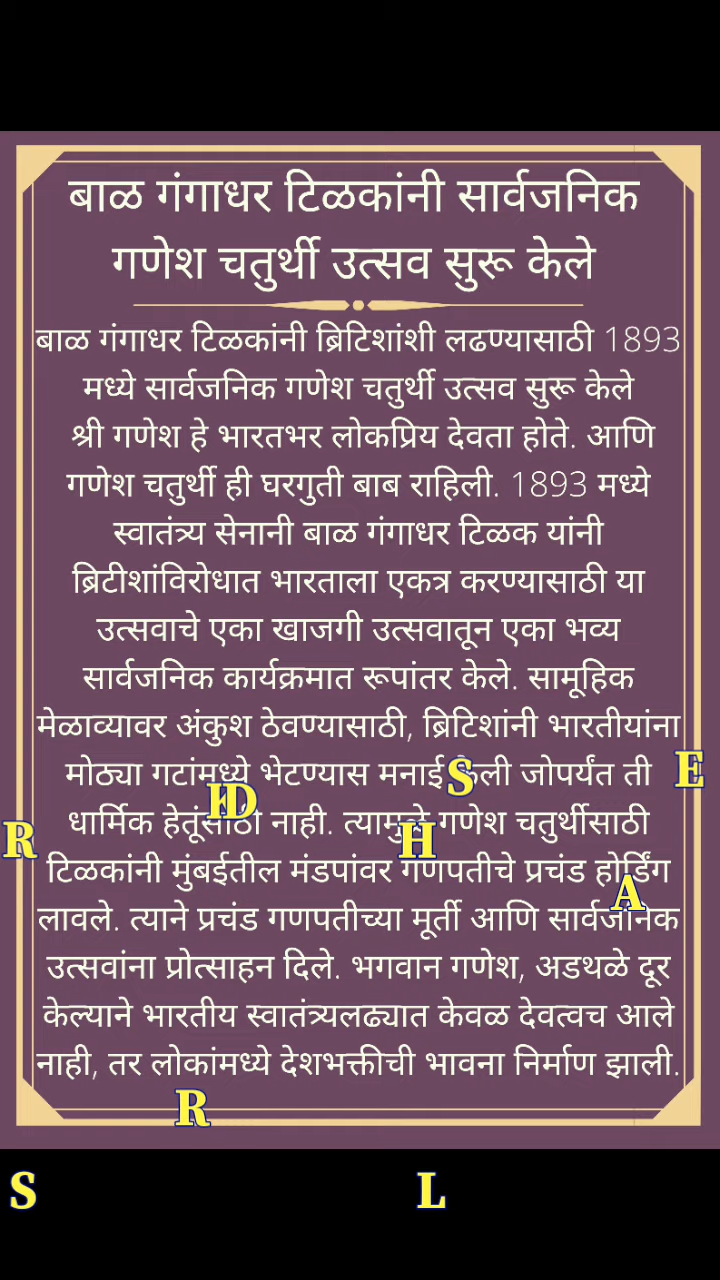 बाळ गंगाधर टिळकांनी सार्वजनिक
गणेश चतुर्थी उत्सव सुरू केले
बाळ गंगाधर टिळकांनी ब्रिटिशांशी लढण्यासाठी 1893
मध्ये सार्वजनिक गणेश चतुर्थी उत्सव सुरू केले
श्री गणेश हे भारतभर लोकप्रिय देवता होते. आणि
गणेश चतुर्थी ही घरगुती बाब राहिली. 1893 मध्ये
स्वातंत्र्य सेनानी बाळ गंगाधर टिळक यांनी
ब्रिटीशांविरोधात भारताला एकत्र करण्यासाठी या
उत्सवाचे एका खाजगी उत्सवातून एका भव्य
सार्वजनिक कार्यक्रमात रूपांतर केले. सामूहिक
मेळाव्यावर अंकुश ठेवण्यासाठी, ब्रिटिशांनी भारतीयांना
मोठ्या गटांमध्ये भेटण्यास मनाई केली जोपर्यंत ती
धार्मिक हेतूंसाठी नाही. त्यामुळे गणेश चतुर्थीसाठी
टिळकांनी मुंबईतील मंडपांवर गणपतीचे प्रचंड होर्डिंग
लावले. त्याने प्रचंड गणपतीच्या मूर्ती आणि सार्वजनिक
उत्सवांना प्रोत्साहन दिले. भगवान गणेश, अडथळे दूर
केल्याने भारतीय स्वातंत्र्यलढ्यात केवळ देवत्वच आले
नाही, तर लोकांमध्ये देशभक्तीची भावना निर्माण झाली.
S
E
D
R
H
A
R
S
L